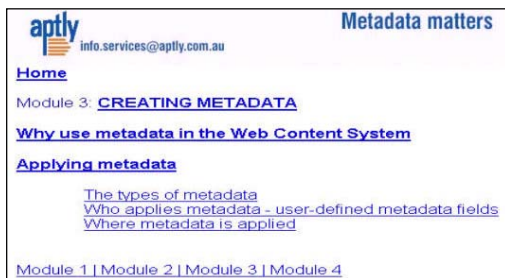 aptly
Metadata matters
info.services@aptly.com.au
Home
Module 3: CREATING METADATA
Why use metadata in the Web Content System
Applying metadata
The types of metadata
Who applies metadata - user-defined metadata fields
Where metadata is applied
Module 1 | Module 2 | Module 3 | Module 4